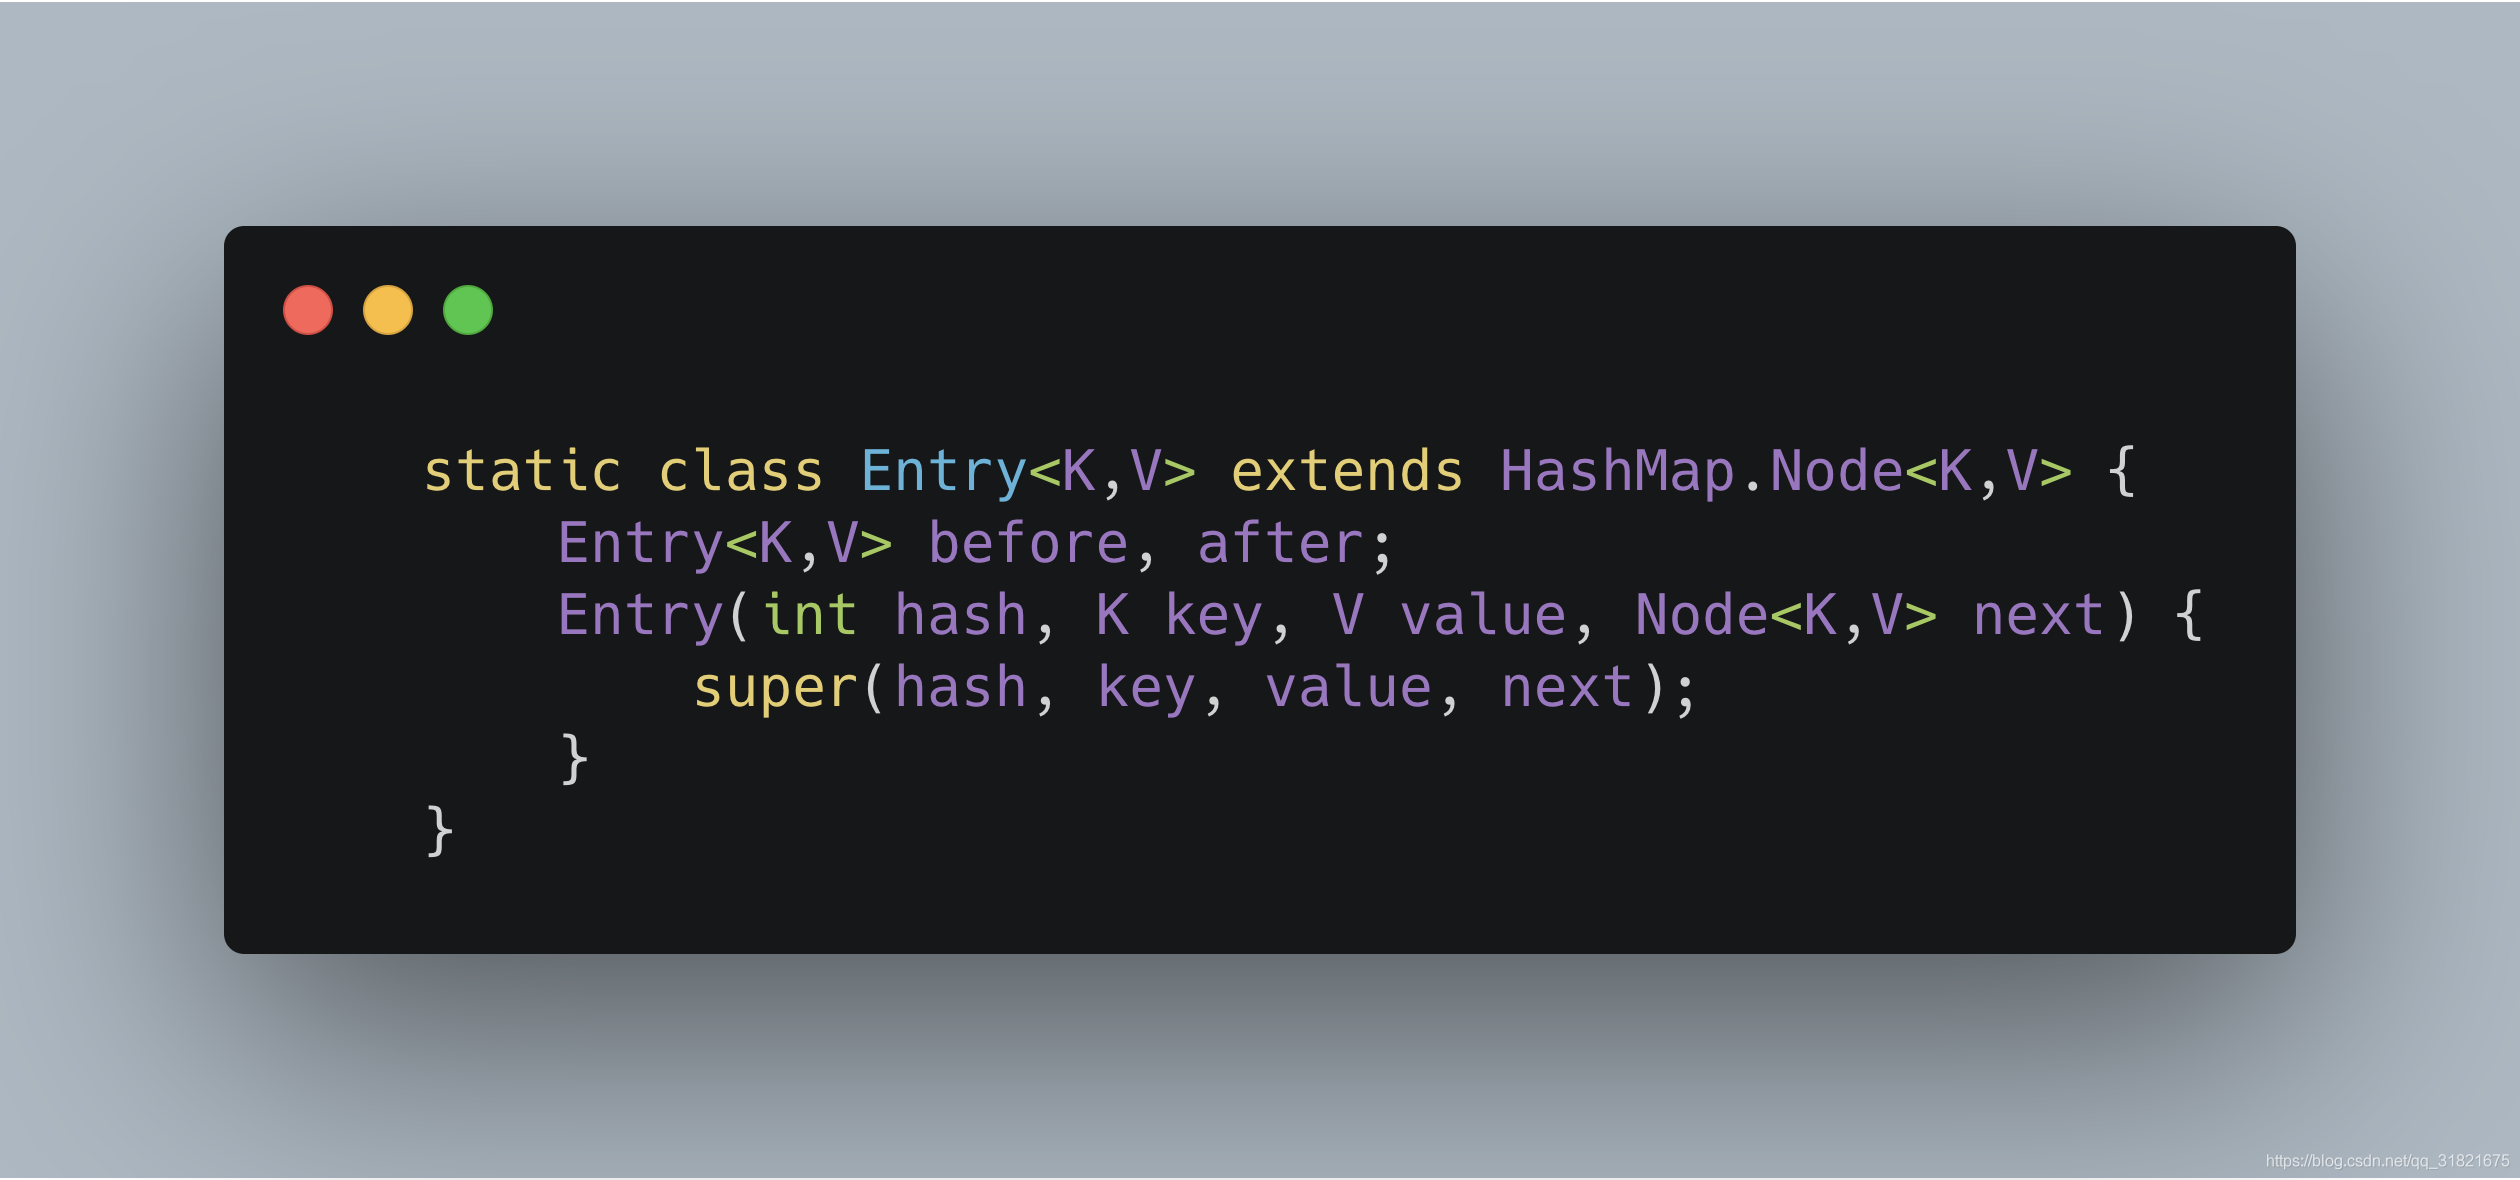 static class Entry<K,V> extends HashMap.Node<K,V> {
Entry<K,V> before, after;
Entry(int hash, K key, V value, Node<K,V> next) {
super(hash, key, value, next);
}
}
https://blog.csdn.net/qq_31821675